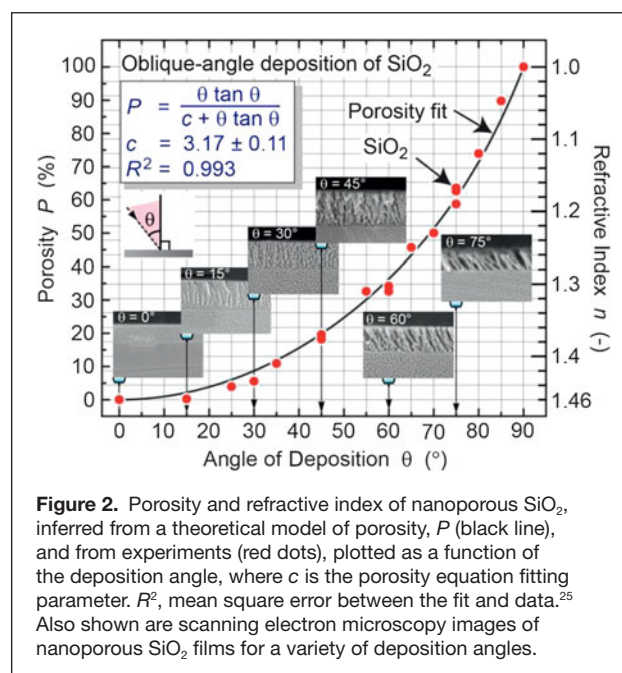 Oblique-angle deposition of SiO₂
P = θ tan θ / c + θ tan θ
c = 3.17 ± 0.11
R² = 0.993
θ
Porosity fit
SiO₂
θ = 0°
θ = 15°
θ = 30°
θ = 45°
θ = 60°
θ = 75°
Porosity P (%)
100
90
80
70
60
50
40
30
20
10
0
Refractive Index n (-)
1.0
1.1
1.2
1.3
1.4
1.46
0 10 20 30 40 50 60 70 80 90
Angle of Deposition θ (°)
Figure 2. Porosity and refractive index of nanoporous SiO₂,
inferred from a theoretical model of porosity, P (black line),
and from experiments (red dots), plotted as a function of
the deposition angle, where c is the porosity equation fitting
parameter. R², mean square error between the fit and data.²⁵
Also shown are scanning electron microscopy images of
nanoporous SiO₂ films for a variety of deposition angles.